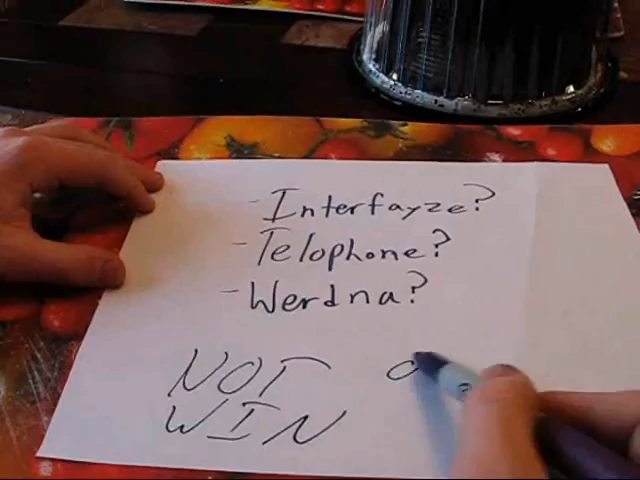 - Interfayze?
- Telophone?
- Werdna?
NOT
WIN